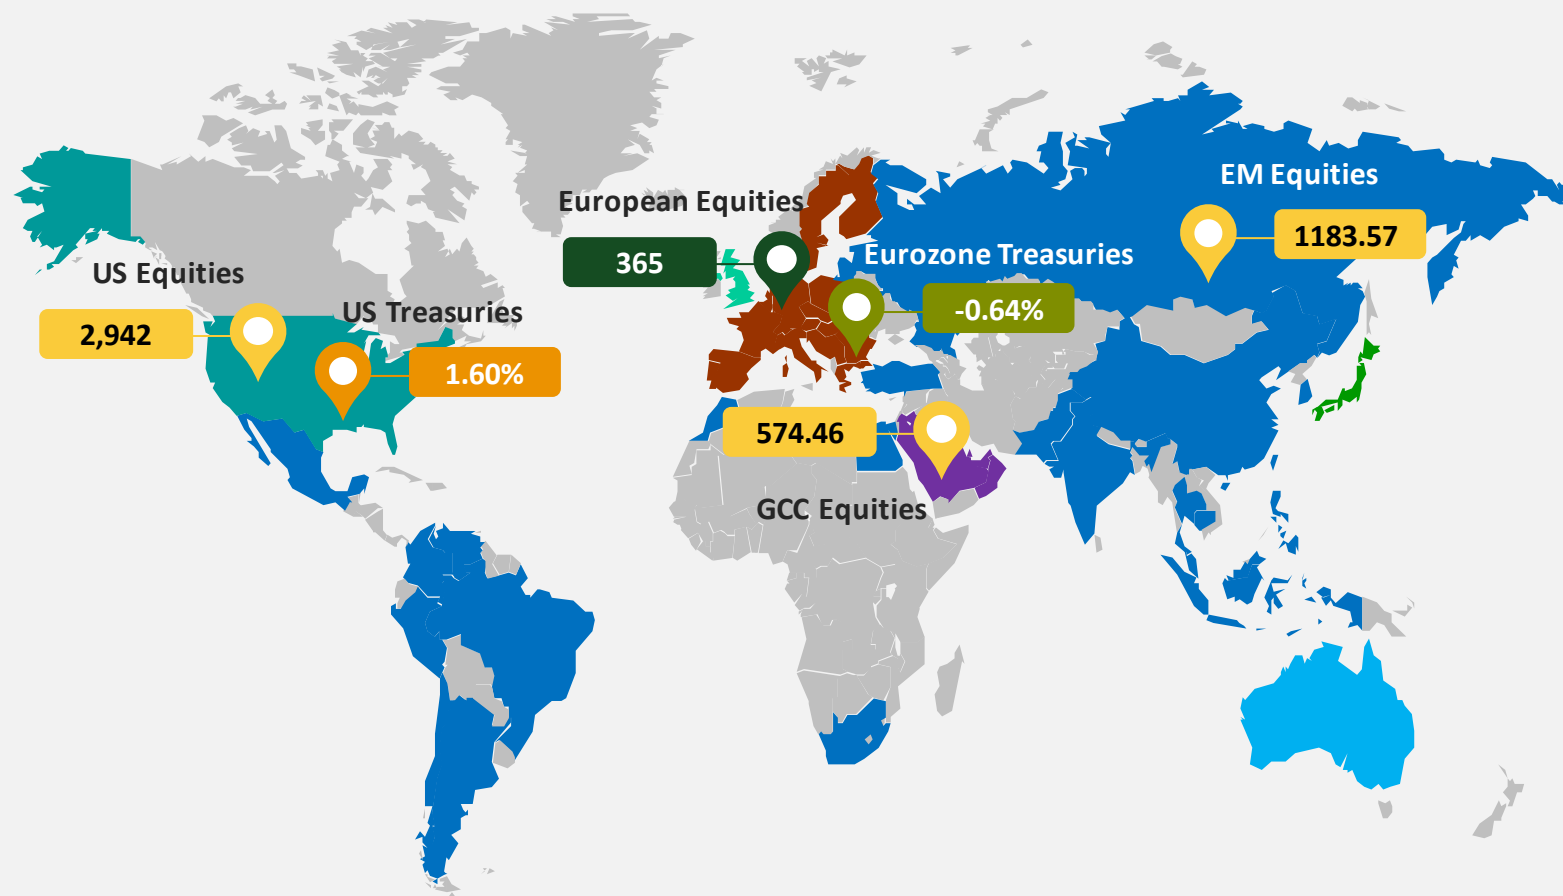 EM Equities
1183.57
European Equities
365
Eurozone Treasuries
-0.64%
US Equities
2,942
US Treasuries
1.60%
574.46
GCC Equities